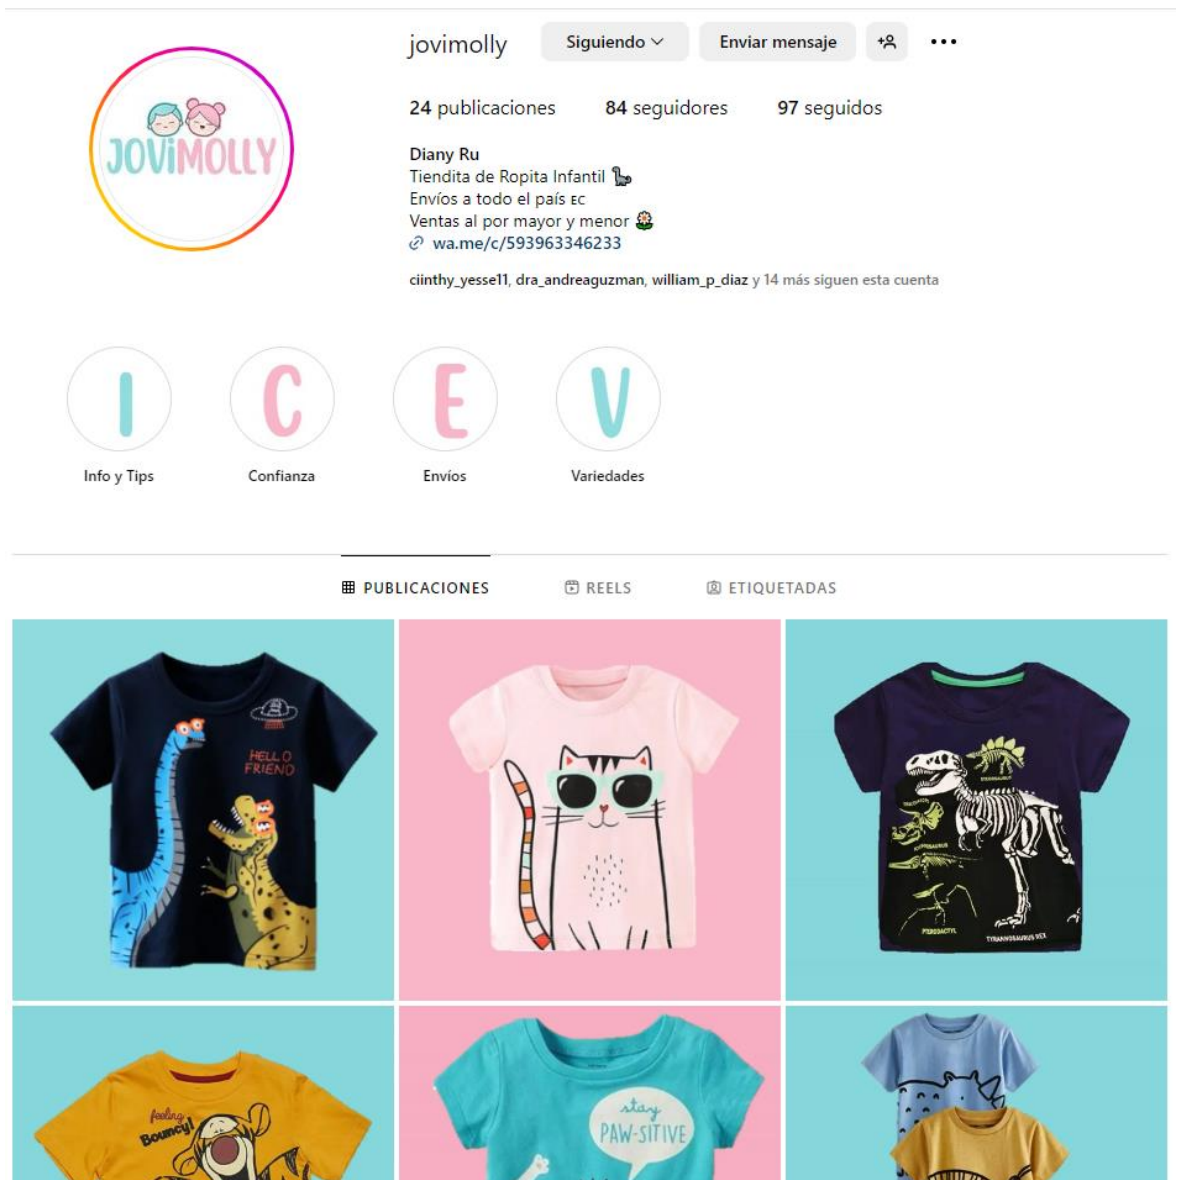 jovimolly Siguiendo Enviar mensaje
JOViMOLLY
24 publicaciones 84 seguidores 97 seguidos
Diany Ru
Tiendita de Ropita Infantil 🦕
Envíos a todo el país EC
Ventas al por mayor y menor
wa.me/c/593963346233
ciinthy_yesse11, dra_andreaguzman, william_p_diaz y 14 más siguen esta cuenta
I C E V
Info y Tips Confianza Envíos Variedades
PUBLICACIONES REELS ETIQUETADAS
HELLO
FRIEND
PTERODACTYL
TYRANNOSAURUS REX
feeling
Bouncy!
stay
PAW-SITIVE